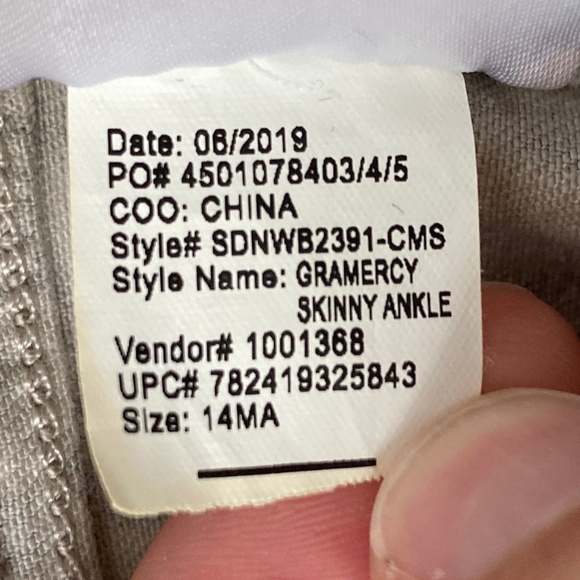 Date: 06/2019
PO# 4501078403/4/5
COO: CHINA
Style# SDNWB2391-CMS
Style Name: GRAMERCY
SKINNY ANKLE
Vendor# 1001368
UPC# 782419325843
Size: 14MA